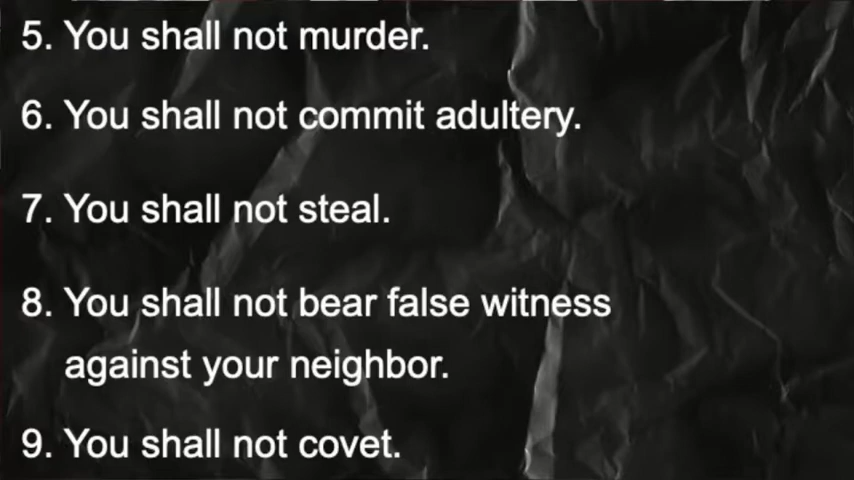 5. You shall not murder.
6. You shall not commit adultery.
7. You shall not steal.
8. You shall not bear false witness
against your neighbor.
9. You shall not covet.